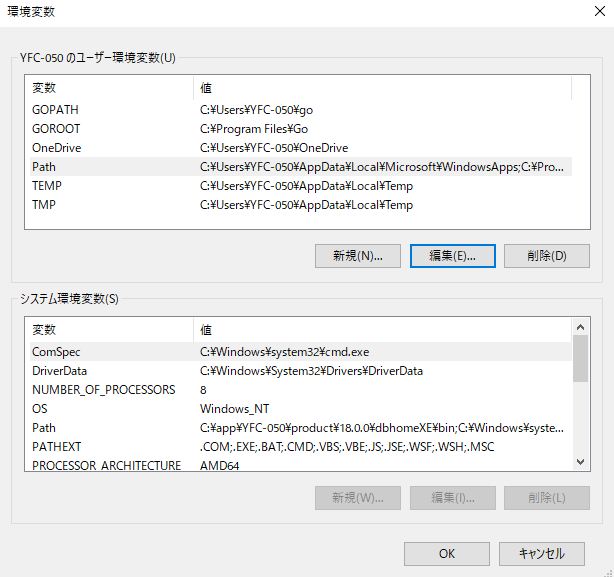 環境変数
YFC-050 のユーザー環境変数(U)
変数 値
GOPATH C:¥Users¥YFC-050¥go
GOROOT C:¥Program Files¥Go
OneDrive C:¥Users¥YFC-050¥OneDrive
Path C:¥Users¥YFC-050¥AppData¥Local¥Microsoft¥WindowsApps;C:¥Pro...
TEMP C:¥Users¥YFC-050¥AppData¥Local¥Temp
TMP C:¥Users¥YFC-050¥AppData¥Local¥Temp
新規(N)... 編集(E)... 削除(D)
システム環境変数(S)
変数 値
ComSpec C:¥Windows¥system32¥cmd.exe
DriverData C:¥Windows¥System32¥Drivers¥DriverData
NUMBER_OF_PROCESSORS 8
OS Windows_NT
Path C:¥app¥YFC-050¥product¥18.0.0¥dbhomeXE¥bin;C:¥Windows¥syste...
PATHEXT .COM;.EXE;.BAT;.CMD;.VBS;.VBE;.JS;.JSE;.WSF;.WSH;.MSC
PROCESSOR_ARCHITECTURE AMD64
新規(W)... 編集(I)... 削除(L)
OK キャンセル